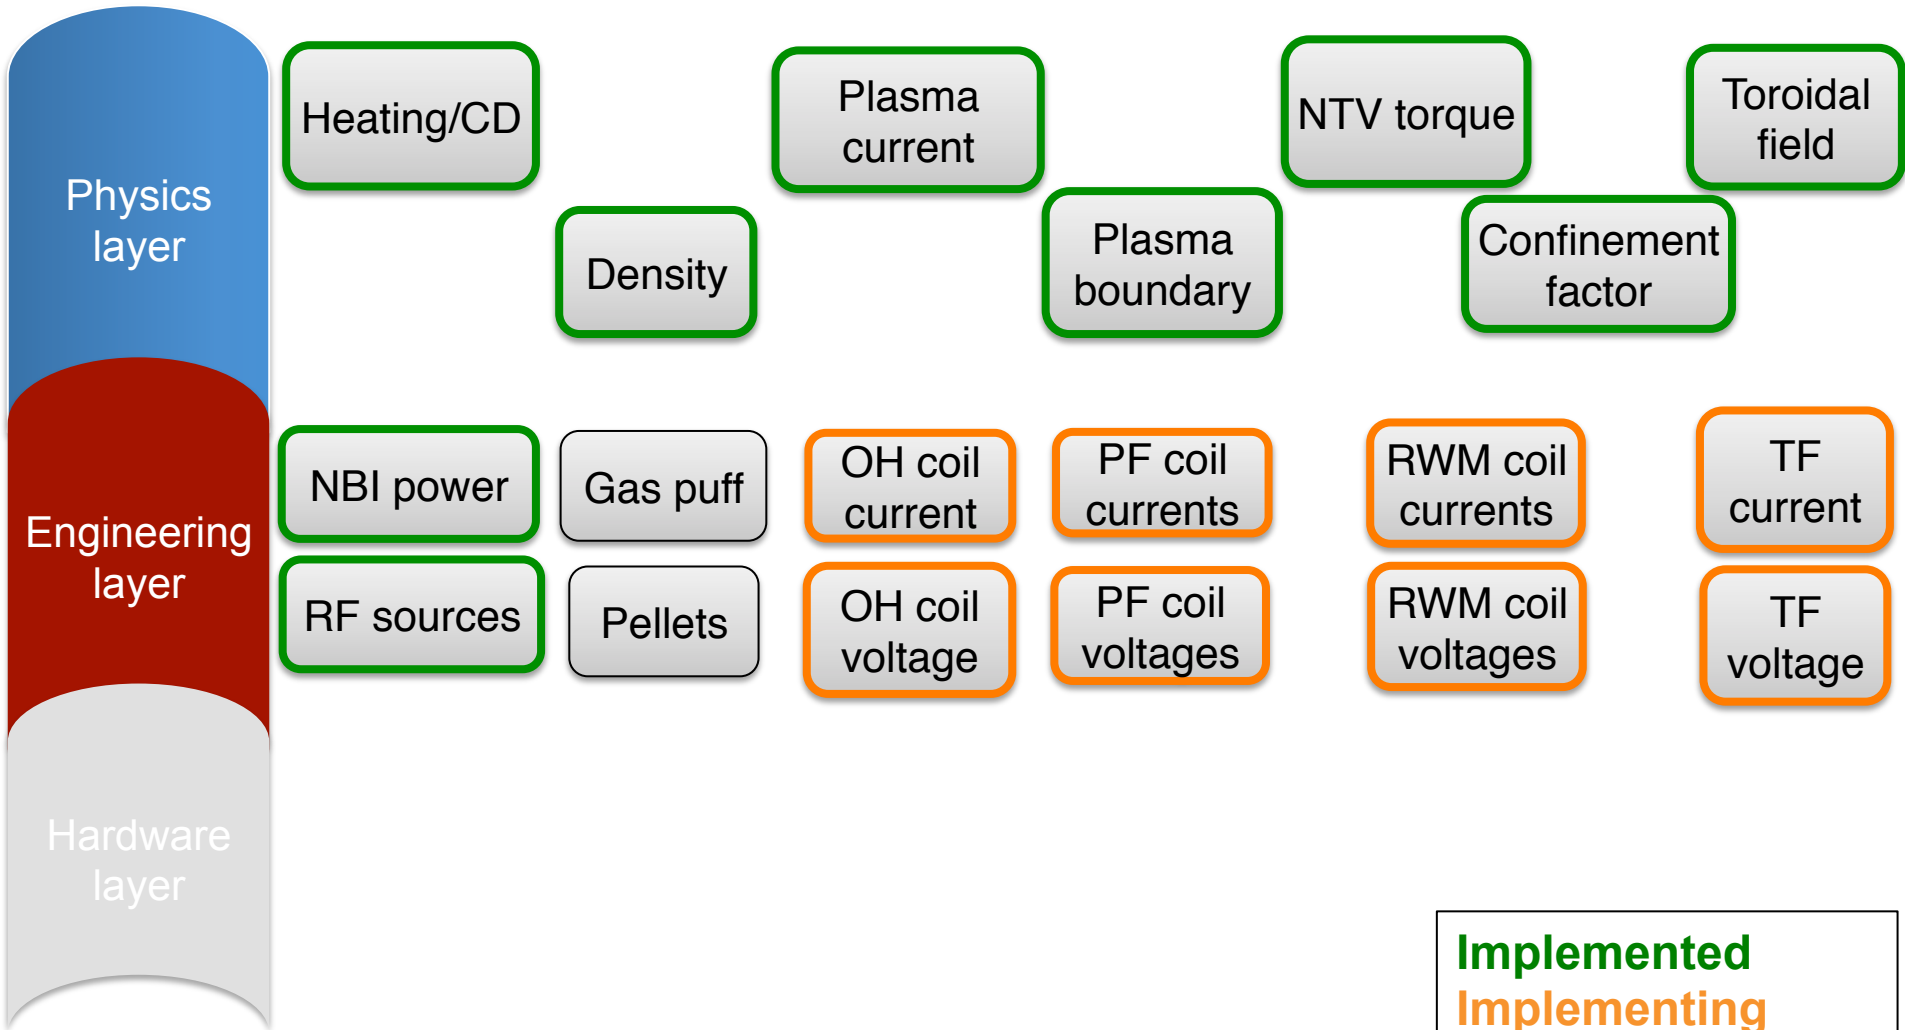 Physics
layer
Heating/CD
Density
Plasma
current
Plasma
boundary
NTV torque
Confinement
factor
Toroidal
field
Engineering
layer
NBI power
Gas puff
OH coil
current
PF coil
currents
RWM coil
currents
TF
current
RF sources
Pellets
OH coil
voltage
PF coil
voltages
RWM coil
voltages
TF
voltage
Hardware
layer
Implemented
Implementing